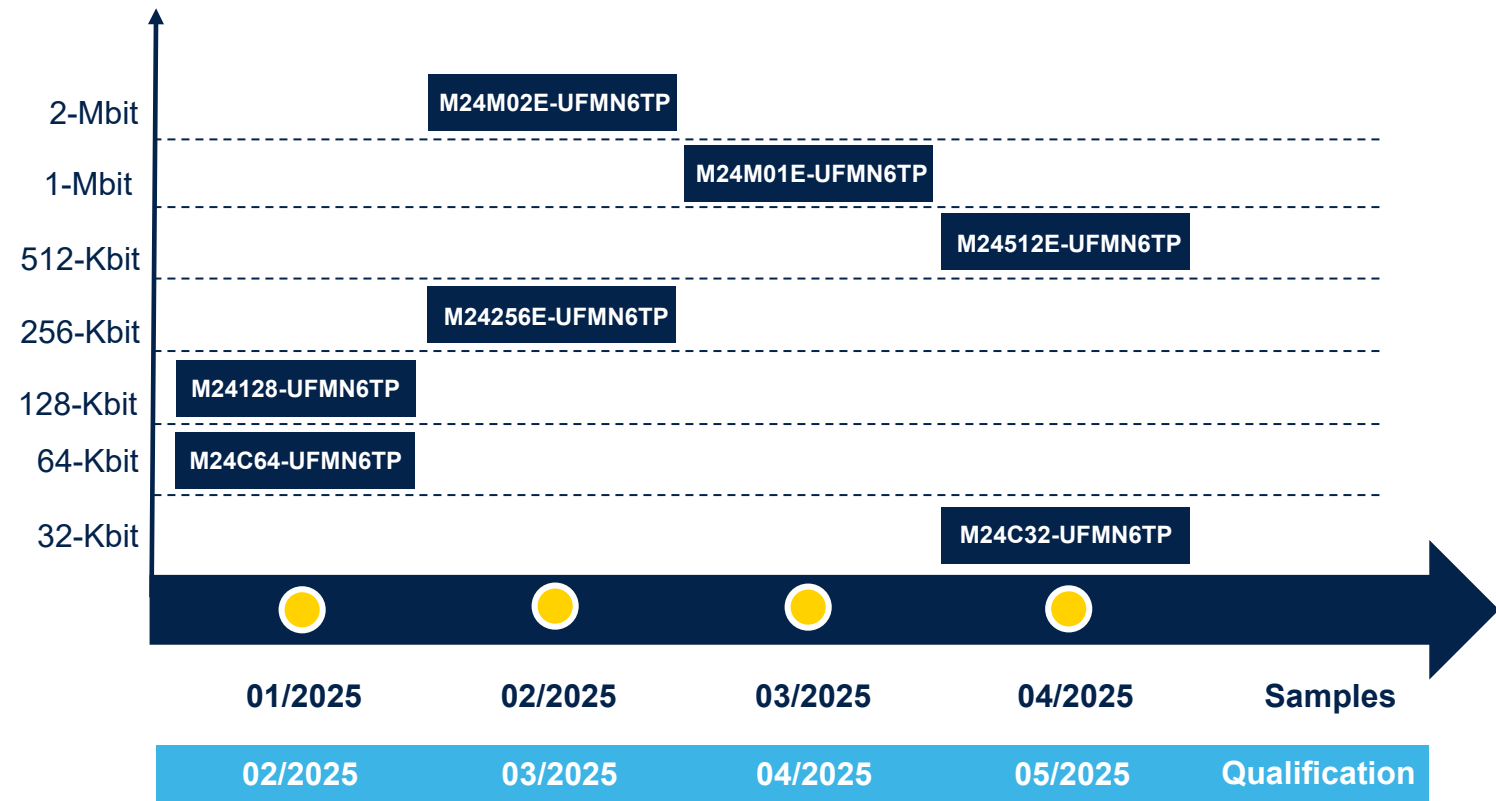 2-Mbit
M24M02E-UFMN6TP
1-Mbit
M24M01E-UFMN6TP
512-Kbit
M24512E-UFMN6TP
256-Kbit
M24256E-UFMN6TP
128-Kbit
M24128-UFMN6TP
64-Kbit
M24C64-UFMN6TP
32-Kbit
M24C32-UFMN6TP
01/2025 02/2025 03/2025 04/2025 Samples
02/2025 03/2025 04/2025 05/2025 Qualification